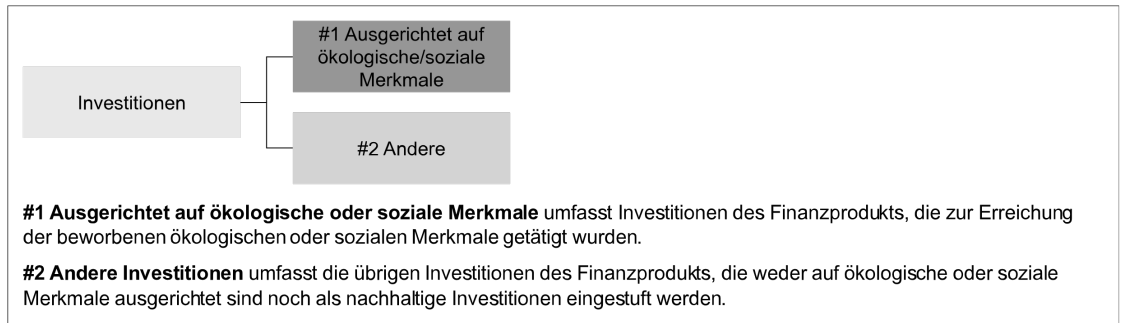 #1 Ausgerichtet auf
ökologische/soziale
Merkmale
Investitionen
#2 Andere
#1 Ausgerichtet auf ökologische oder soziale Merkmale umfasst Investitionen des Finanzprodukts, die zur Erreichung
der beworbenen ökologischen oder sozialen Merkmale getätigt wurden.
#2 Andere Investitionen umfasst die übrigen Investitionen des Finanzprodukts, die weder auf ökologische oder soziale
Merkmale ausgerichtet sind noch als nachhaltige Investitionen eingestuft werden.